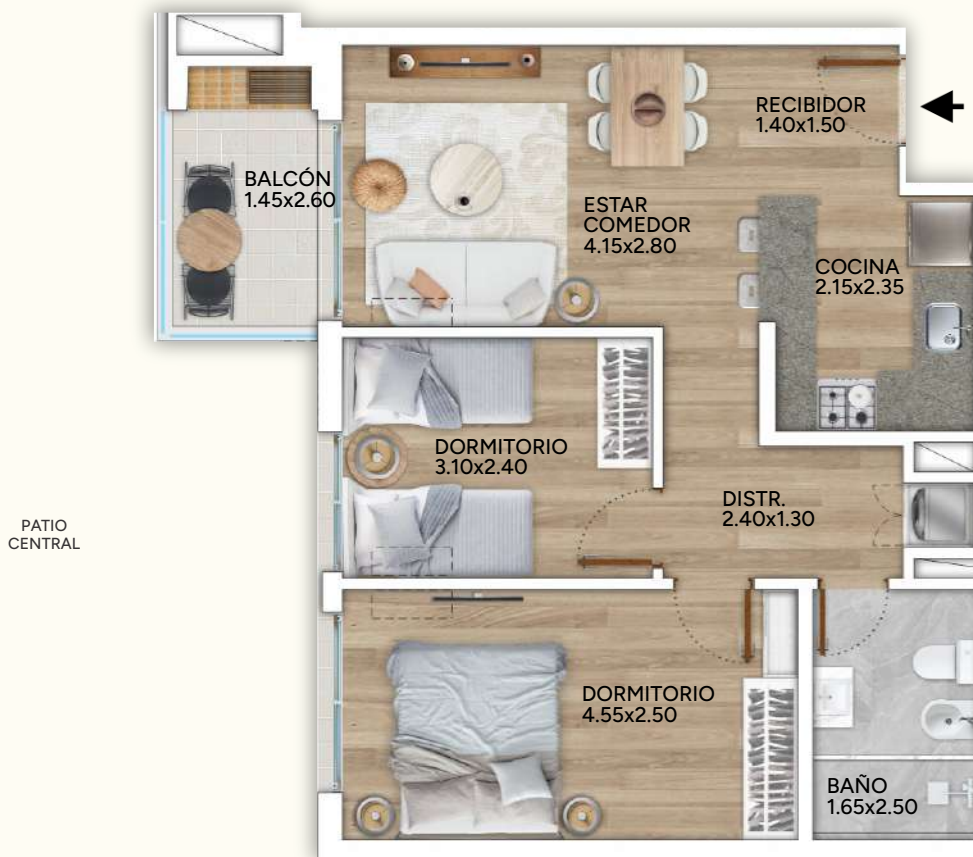 RECIBIDOR
1.40x1.50
BALCÓN
1.45x2.60
ESTAR
COMEDOR
4.15x2.80
COCINA
2.15x2.35
DORMITORIO
3.10x2.40
DISTR.
2.40x1.30
PATIO
CENTRAL
DORMITORIO
4.55x2.50
BAÑO
1.65x2.50